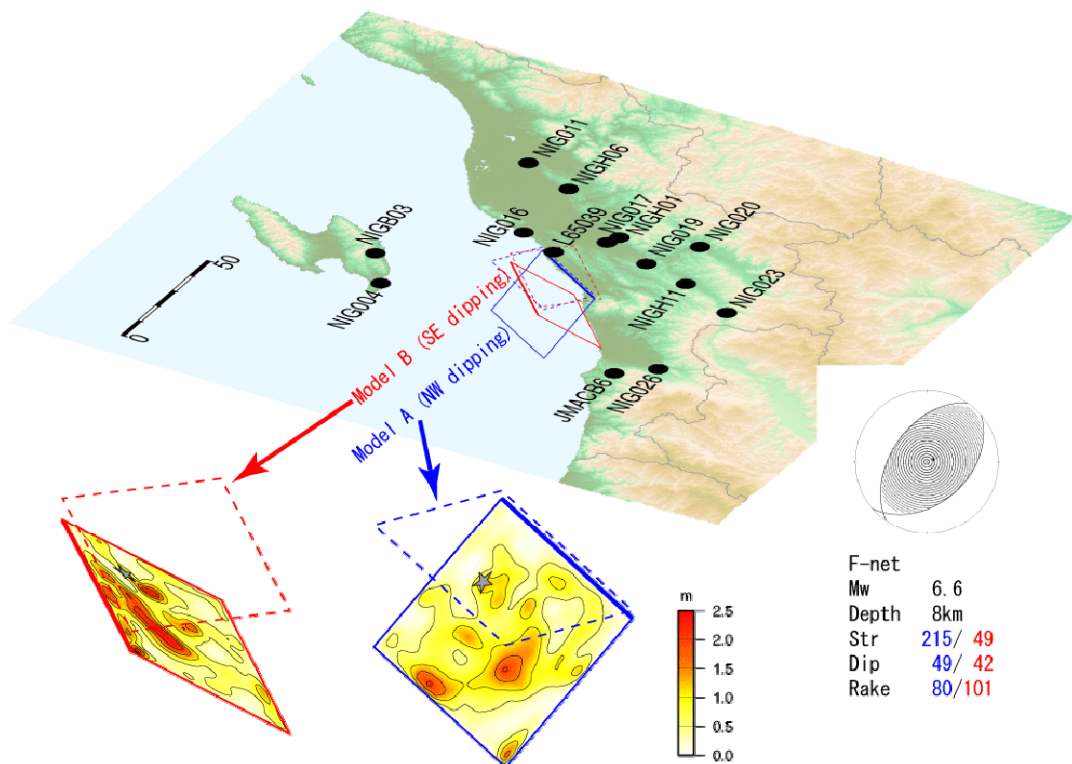 NIG011
NIGH06
NIG016
L65039
NIG017
NIGH01
NIG019
NIG020
NIGB03
NIG004
NIGH11
NIG023
0
50
JMACB6
NIG026
Model B (SE dipping)
Model A (NW dipping)
m
2.5
2.0
1.5
1.0
0.5
0.0
F-net
Mw 6.6
Depth 8km
Str 215/ 49
Dip 49/ 42
Rake 80/101